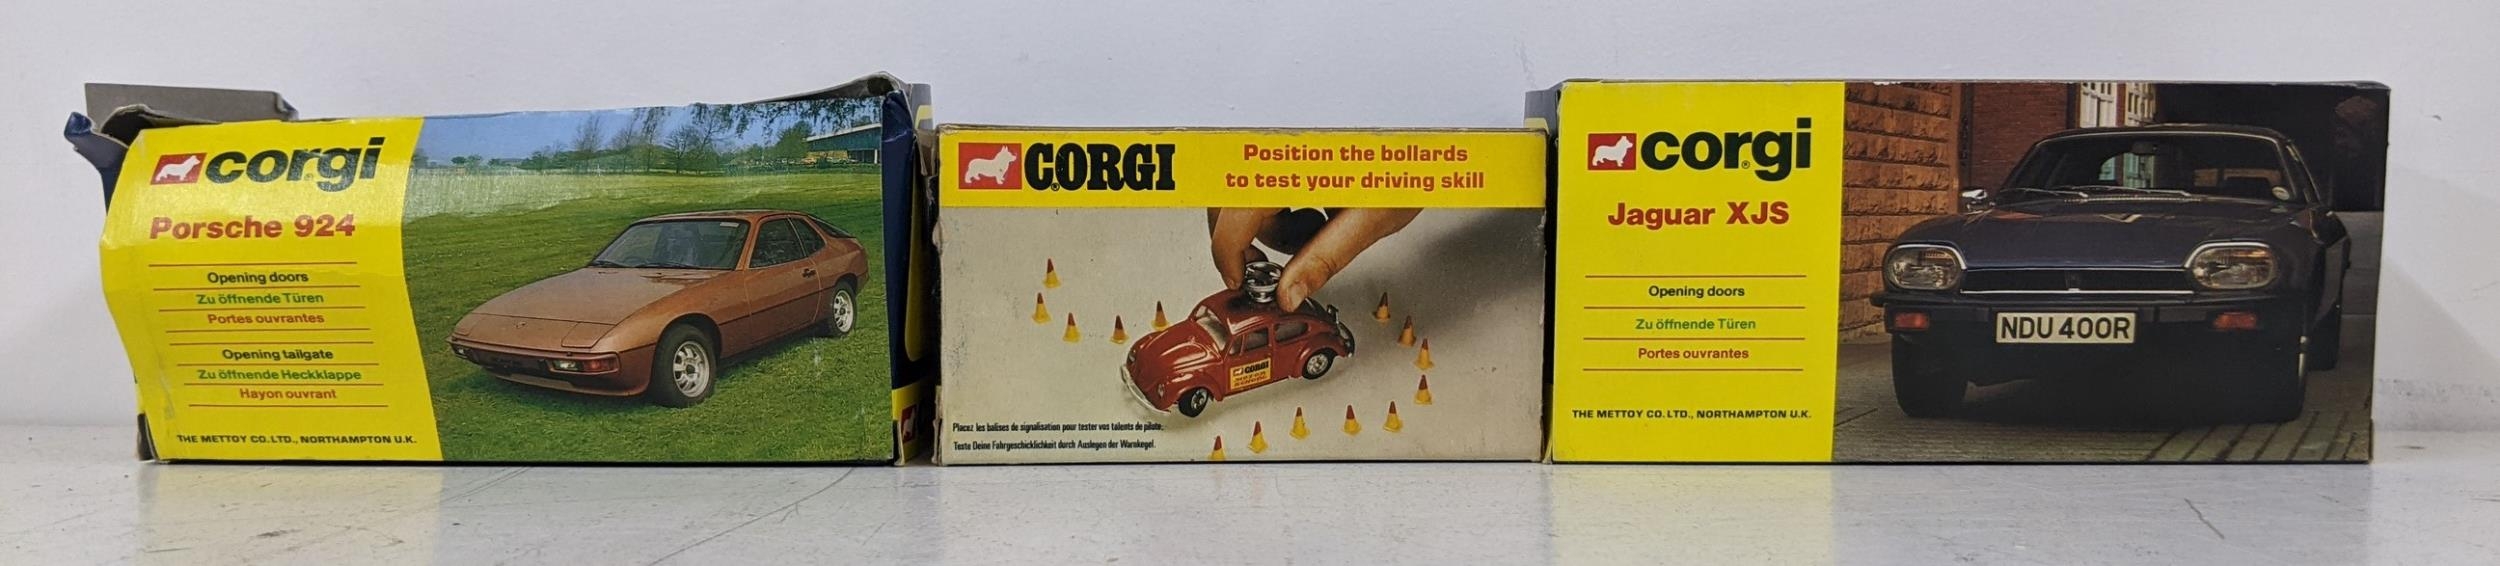 corgi
Porsche 924
Opening doors
Zu öffnende Türen
Portes ouvrantes
Opening tailgate
Zu öffnende Heckklappe
Hayon ouvrant
THE METTOY CO. LTD., NORTHAMPTON U.K.
CORGI
Position the bollards
to test your driving skill
CORGI
Placez les balises de signalisation pour tester vos talents de pilote.
Teste Deine Fahrgeschicklichkeit durch Auslegen der Warnkegel.
corgi
Jaguar XJS
Opening doors
Zu öffnende Türen
Portes ouvrantes
THE METTOY CO. LTD., NORTHAMPTON U.K.
NDU 400R